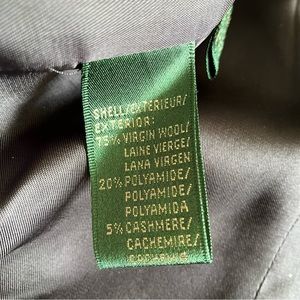 SHELL/EXTERIEUR/
EXTERIOR:
75% VIRGIN WOOL/
LAINE VIERGE/
LANA VIRGEN
20% POLYAMIDE/
POLYAMIDE/
POLYAMIDA
5% CASHMERE/
CACHEMIRE/